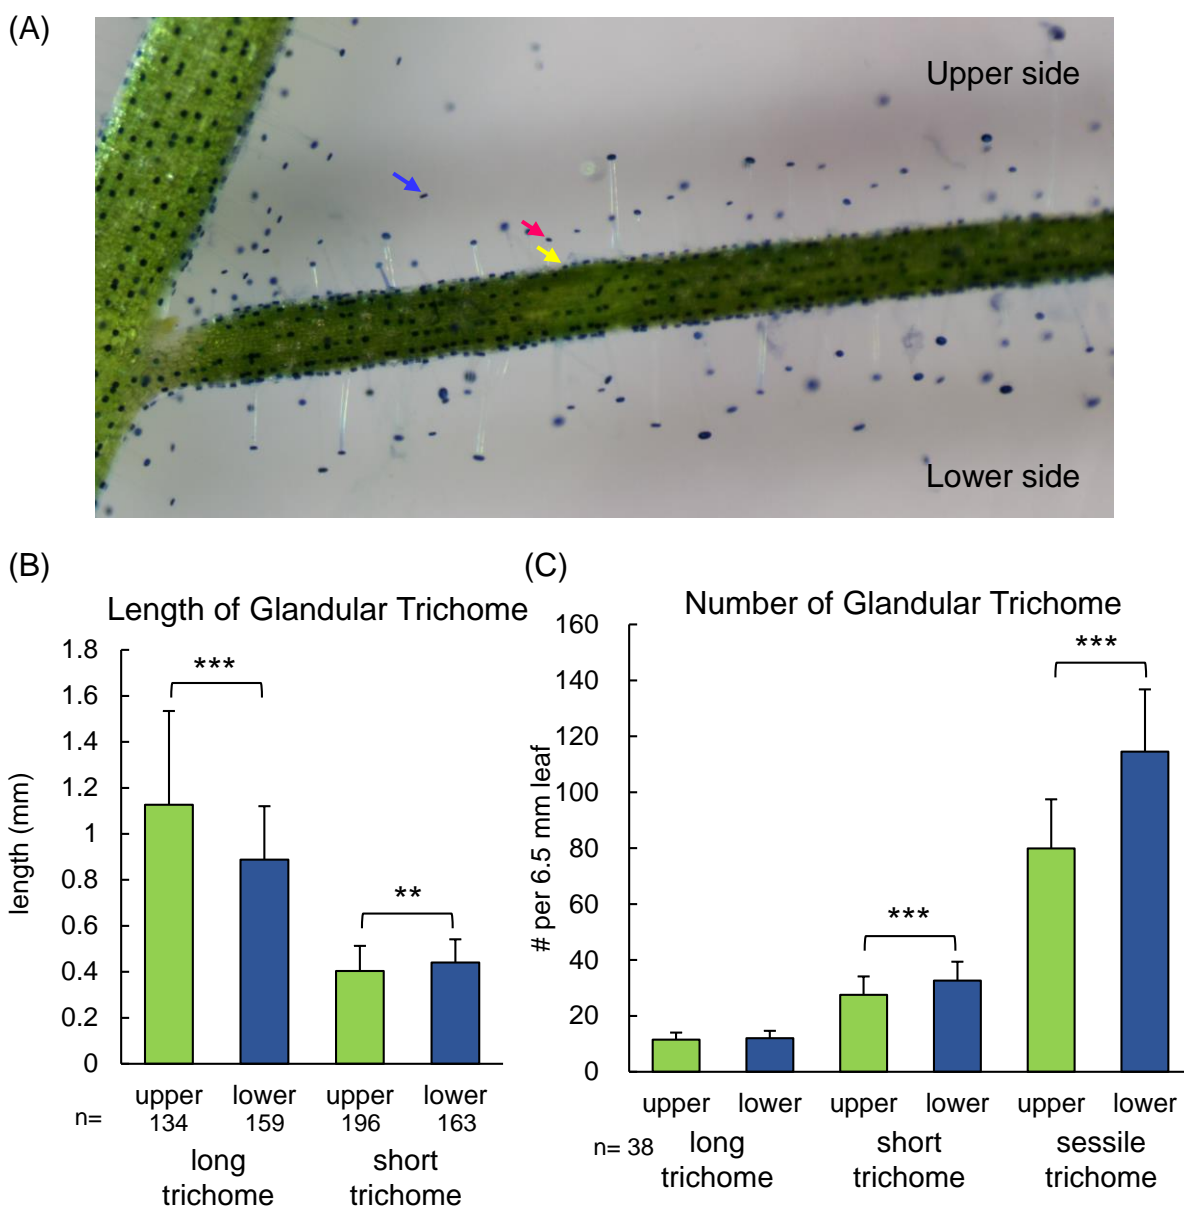 (A)
Upper side
Lower side
(B)
Length of Glandular Trichome
1.8
1.6
1.4
1.2
1
0.8
0.6
0.4
0.2
0
length (mm)
***
**
upper lower upper lower
n= 134 159 196 163
long
trichome
short
trichome
(C)
Number of Glandular Trichome
160
140
120
100
80
60
40
20
0
# per 6.5 mm leaf
***
***
upper lower upper lower upper lower
n= 38
long
trichome
short
trichome
sessile
trichome